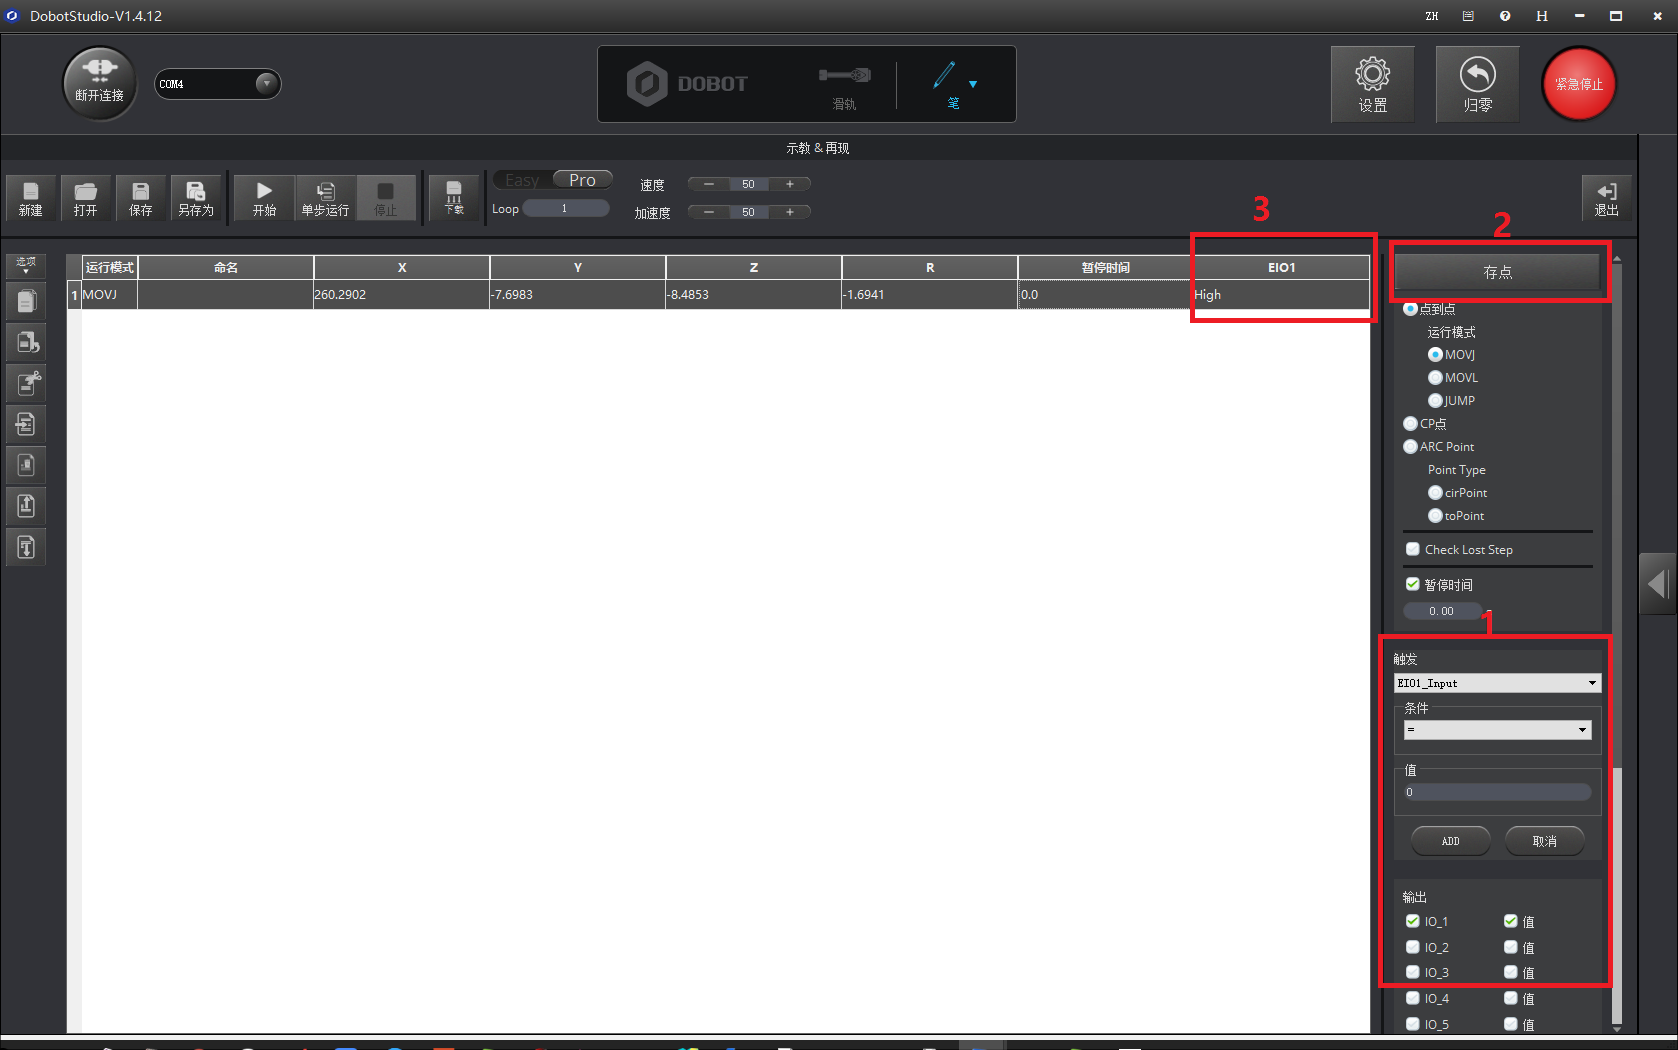 DobotStudio-V1.4.12
ZH
H
断开连接
COM4
DOBOT
滑轨
笔
设置
归零
紧急停止
示教 & 再现
新建
打开
保存
另存为
开始
单步运行
停止
下载
Easy
Pro
Loop
1
速度
50
加速度
50
退出
3
2
选项
运行模式
命名
X
Y
Z
R
暂停时间
EIO1
1
MOVJ
260.2902
-7.6983
-8.4853
-1.6941
0.0
High
存点
点到点
运行模式
MOVJ
MOVL
JUMP
CP点
ARC Point
Point Type
cirPoint
toPoint
Check Lost Step
暂停时间
0.00
1
触发
EIO1_Input
条件
=
值
0
ADD
取消
输出
IO_1 值
IO_2 值
IO_3 值
IO_4 值
IO_5 值